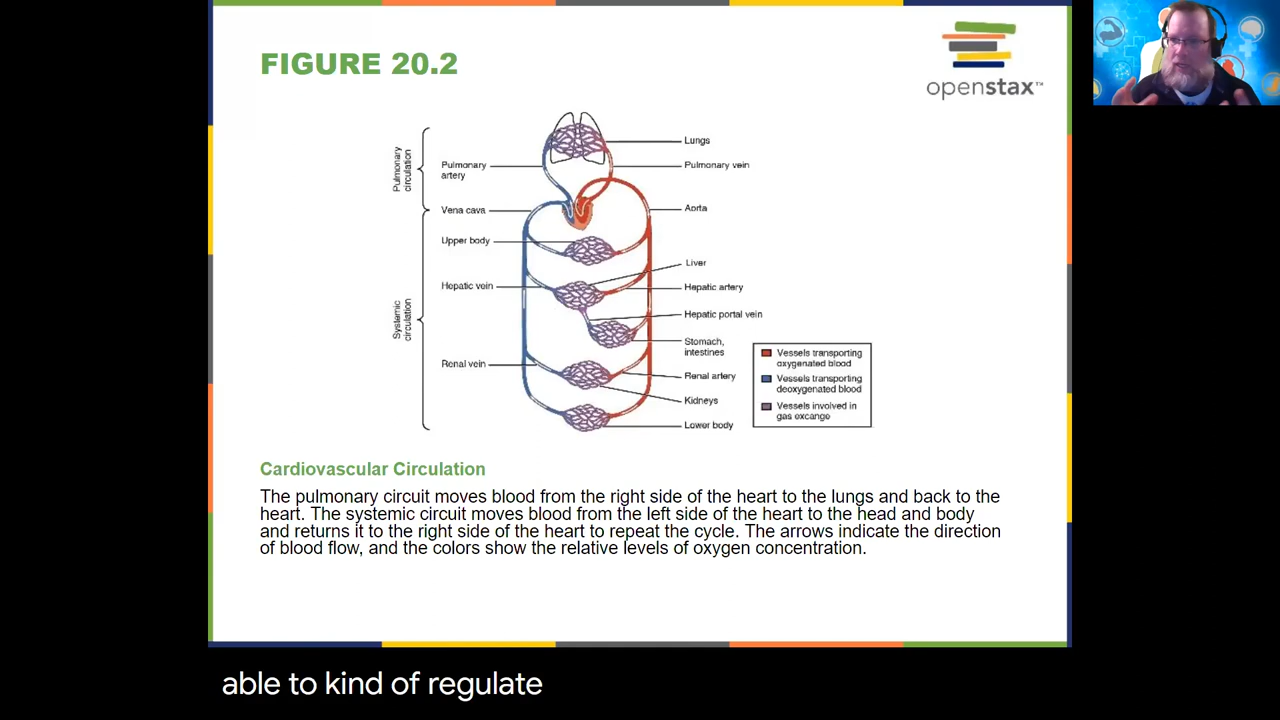 FIGURE 20.2
openstax™
Pulmonary
circulation
Systemic
circulation
Pulmonary
artery
Vena cava
Upper body
Hepatic vein
Renal vein
Lungs
Pulmonary vein
Aorta
Liver
Hepatic artery
Hepatic portal vein
Stomach,
intestines
Renal artery
Kidneys
Lower body
Vessels transporting
oxygenated blood
Vessels transporting
deoxygenated blood
Vessels involved in
gas excange
Cardiovascular Circulation
The pulmonary circuit moves blood from the right side of the heart to the lungs and back to the
heart. The systemic circuit moves blood from the left side of the heart to the head and body
and returns it to the right side of the heart to repeat the cycle. The arrows indicate the direction
of blood flow, and the colors show the relative levels of oxygen concentration.
able to kind of regulate